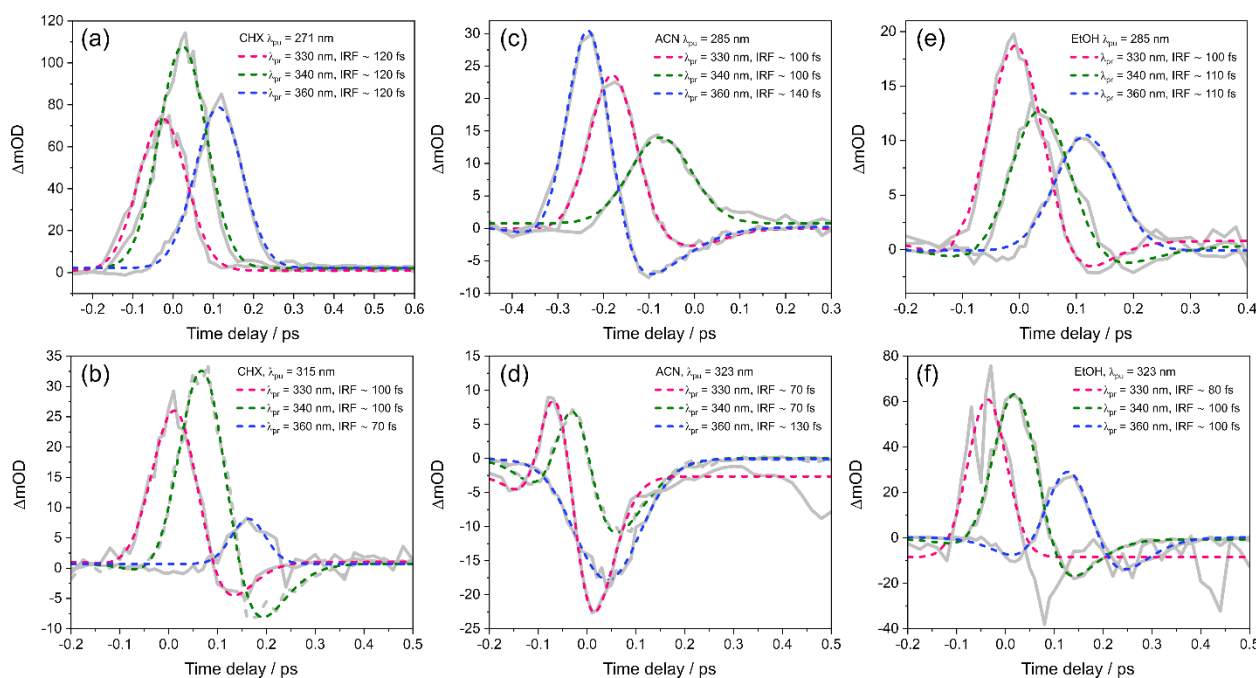 (a)
CHX λpu = 271 nm
λpr = 330 nm, IRF ~ 120 fs
λpr = 340 nm, IRF ~ 120 fs
λpr = 360 nm, IRF ~ 120 fs
ΔmOD
120
100
80
60
40
20
0
-0.2 -0.1 0.0 0.1 0.2 0.3 0.4 0.5 0.6
Time delay / ps
(c)
ACN λpu = 285 nm
λpr = 330 nm, IRF ~ 100 fs
λpr = 340 nm, IRF ~ 100 fs
λpr = 360 nm, IRF ~ 140 fs
ΔmOD
30
20
10
0
-10
-0.4 -0.3 -0.2 -0.1 0.0 0.1 0.2 0.3
Time delay / ps
(e)
EtOH λpu = 285 nm
λpr = 330 nm, IRF ~ 100 fs
λpr = 340 nm, IRF ~ 110 fs
λpr = 360 nm, IRF ~ 110 fs
ΔmOD
20
15
10
5
0
-0.2 -0.1 0.0 0.1 0.2 0.3 0.4
Time delay / ps
(b)
CHX, λpu = 315 nm
λpr = 330 nm, IRF ~ 100 fs
λpr = 340 nm, IRF ~ 100 fs
λpr = 360 nm, IRF ~ 70 fs
ΔmOD
35
30
25
20
15
10
5
0
-5
-10
-0.2 -0.1 0.0 0.1 0.2 0.3 0.4 0.5
Time delay / ps
(d)
ACN, λpu = 323 nm
λpr = 330 nm, IRF ~ 70 fs
λpr = 340 nm, IRF ~ 70 fs
λpr = 360 nm, IRF ~ 130 fs
ΔmOD
15
10
5
0
-5
-10
-15
-20
-25
-0.2 -0.1 0.0 0.1 0.2 0.3 0.4 0.5
Time delay / ps
(f)
EtOH, λpu = 323 nm
λpr = 330 nm, IRF ~ 80 fs
λpr = 340 nm, IRF ~ 100 fs
λpr = 360 nm, IRF ~ 100 fs
ΔmOD
80
60
40
20
0
-20
-40
-0.2 -0.1 0.0 0.1 0.2 0.3 0.4 0.5
Time delay / ps